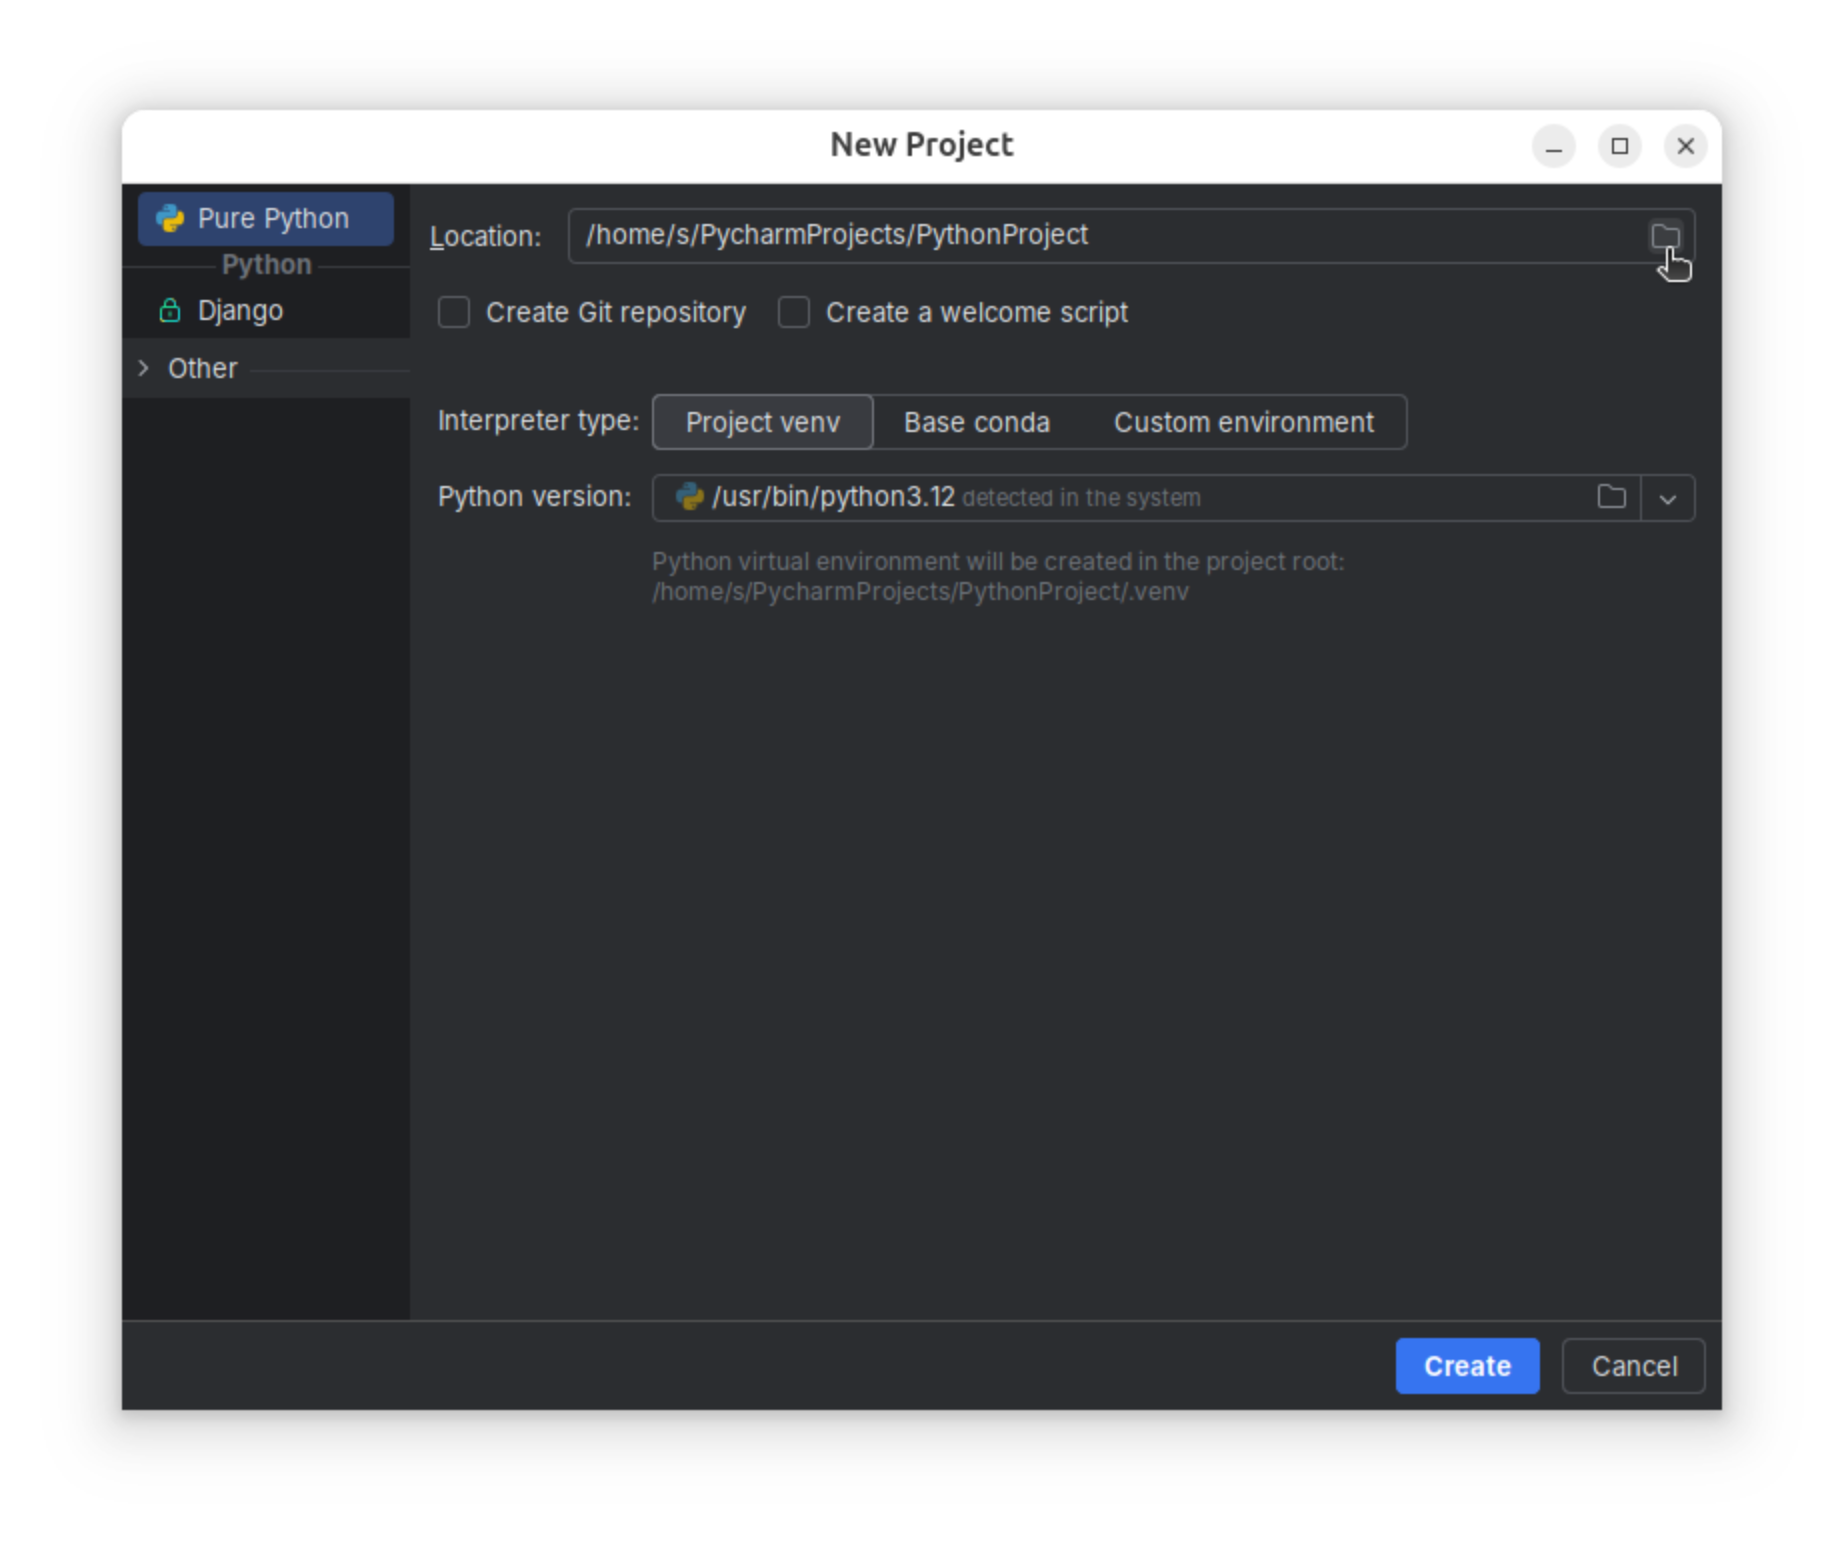 New Project
Pure Python
Python
Django
Other
Location: /home/s/PycharmProjects/PythonProject
Create Git repository Create a welcome script
Interpreter type: Project venv Base conda Custom environment
Python version: /usr/bin/python3.12 detected in the system
Python virtual environment will be created in the project root:
/home/s/PycharmProjects/PythonProject/.venv
Create Cancel